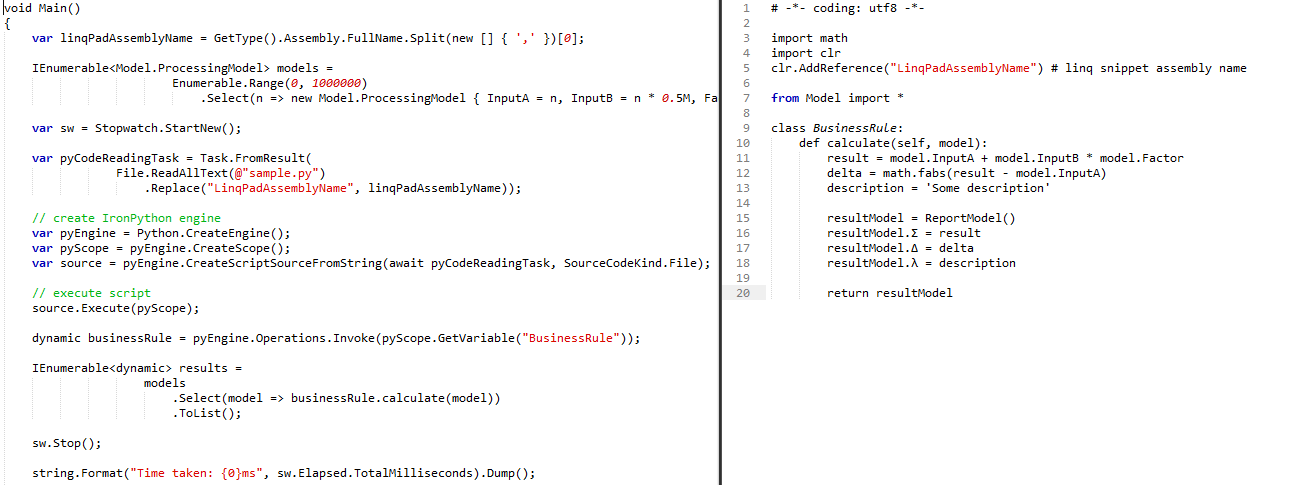 void Main()
{
var linqPadAssemblyName = GetType().Assembly.FullName.Split(new [] { ',' })[0];
IEnumerable<Model.ProcessingModel> models =
Enumerable.Range(0, 1000000)
.Select(n => new Model.ProcessingModel { InputA = n, InputB = n * 0.5M, Fa
var sw = Stopwatch.StartNew();
var pyCodeReadingTask = Task.FromResult(
File.ReadAllText(@"sample.py")
.Replace("LinqPadAssemblyName", linqPadAssemblyName));
// create IronPython engine
var pyEngine = Python.CreateEngine();
var pyScope = pyEngine.CreateScope();
var source = pyEngine.CreateScriptSourceFromString(await pyCodeReadingTask, SourceCodeKind.File);
// execute script
source.Execute(pyScope);
dynamic businessRule = pyEngine.Operations.Invoke(pyScope.GetVariable("BusinessRule"));
IEnumerable<dynamic> results =
models
.Select(model => businessRule.calculate(model))
.ToList();
sw.Stop();
string.Format("Time taken: {0}ms", sw.Elapsed.TotalMilliseconds).Dump();
1 # -*- coding: utf8 -*-
2
3 import math
4 import clr
5 clr.AddReference("LinqPadAssemblyName") # linq snippet assembly name
6
7 from Model import *
8
9 class BusinessRule:
10 def calculate(self, model):
11 result = model.InputA + model.InputB * model.Factor
12 delta = math.fabs(result - model.InputA)
13 description = 'Some description'
14
15 resultModel = ReportModel()
16 resultModel.Σ = result
17 resultModel.Δ = delta
18 resultModel.λ = description
19
20 return resultModel